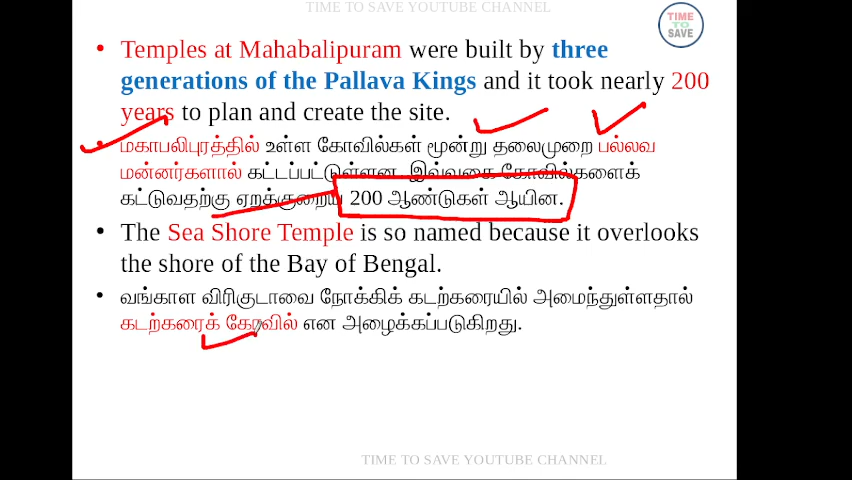 TIME TO SAVE YOUTUBE CHANNEL
TIME
TO
SAVE
• Temples at Mahabalipuram were built by three
generations of the Pallava Kings and it took nearly 200
years to plan and create the site.
• மகாபலிபுரத்தில் உள்ள கோவில்கள் மூன்று தலைமுறை பல்லவ
மன்னர்களால் கட்டப்பட்டுள்ளன. இவ்வகை கோவில்களைக்
கட்டுவதற்கு ஏறக்குறைய 200 ஆண்டுகள் ஆயின.
• The Sea Shore Temple is so named because it overlooks
the shore of the Bay of Bengal.
• வங்காள விரிகுடாவை நோக்கிக் கடற்கரையில் அமைந்துள்ளதால்
கடற்கரைக் கோவில் என அழைக்கப்படுகிறது.
TIME TO SAVE YOUTUBE CHANNEL